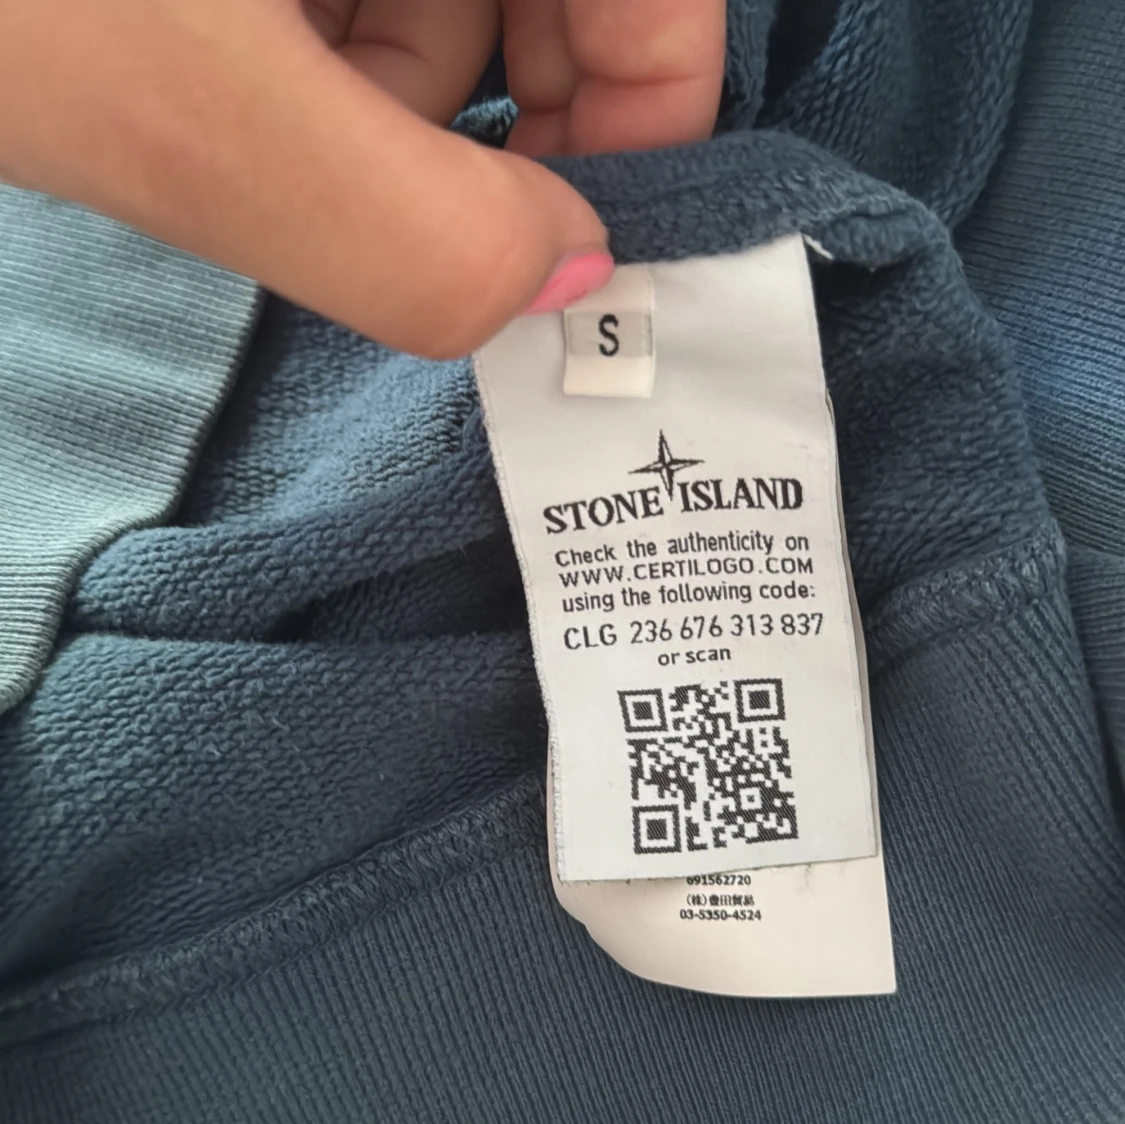 S
STONE ISLAND
Check the authenticity on
WWW.CERTILOGO.COM
using the following code:
CLG 236 676 313 837
or scan
691562720
(株)豊田貿易
03-5350-4524